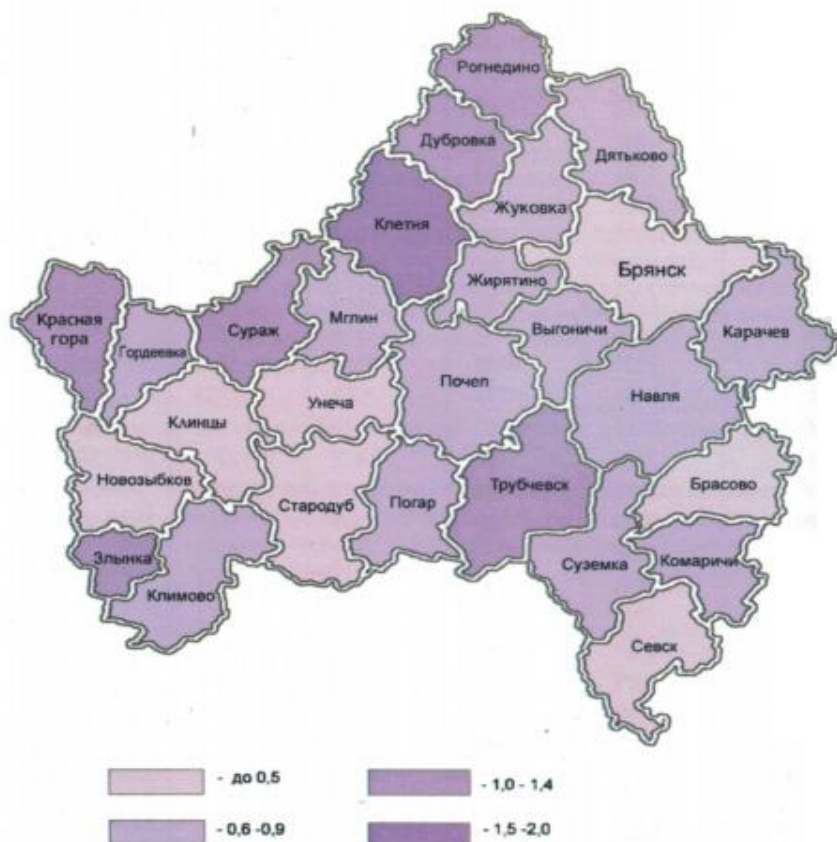 Рогнедино
Дубровка
Дятьково
Жуковка
Клетня
Брянск
Жирятино
Красная
гора
Сураж
Мглин
Выгоничи
Карачев
Гордеевка
Почеп
Навля
Унеча
Клинцы
Новозыбков
Стародуб
Погар
Трубчевск
Брасово
Злынка
Климово
Суземка
Комаричи
Севск
- до 0,5
- 1,0 - 1,4
- 0,6 -0,9
- 1,5 -2,0